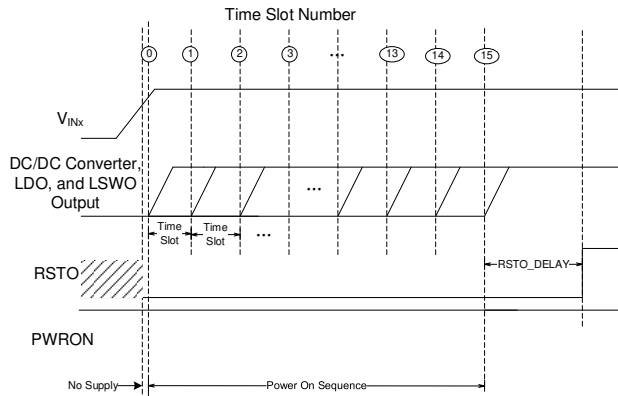 Time Slot Number
0 1 2 3 ... 13 14 15
VINx
DC/DC Converter,
LDO, and LSWO
Output
...
Time
Slot
Time
Slot
...
RSTO
RSTO_DELAY
PWRON
No Supply
Power On Sequence